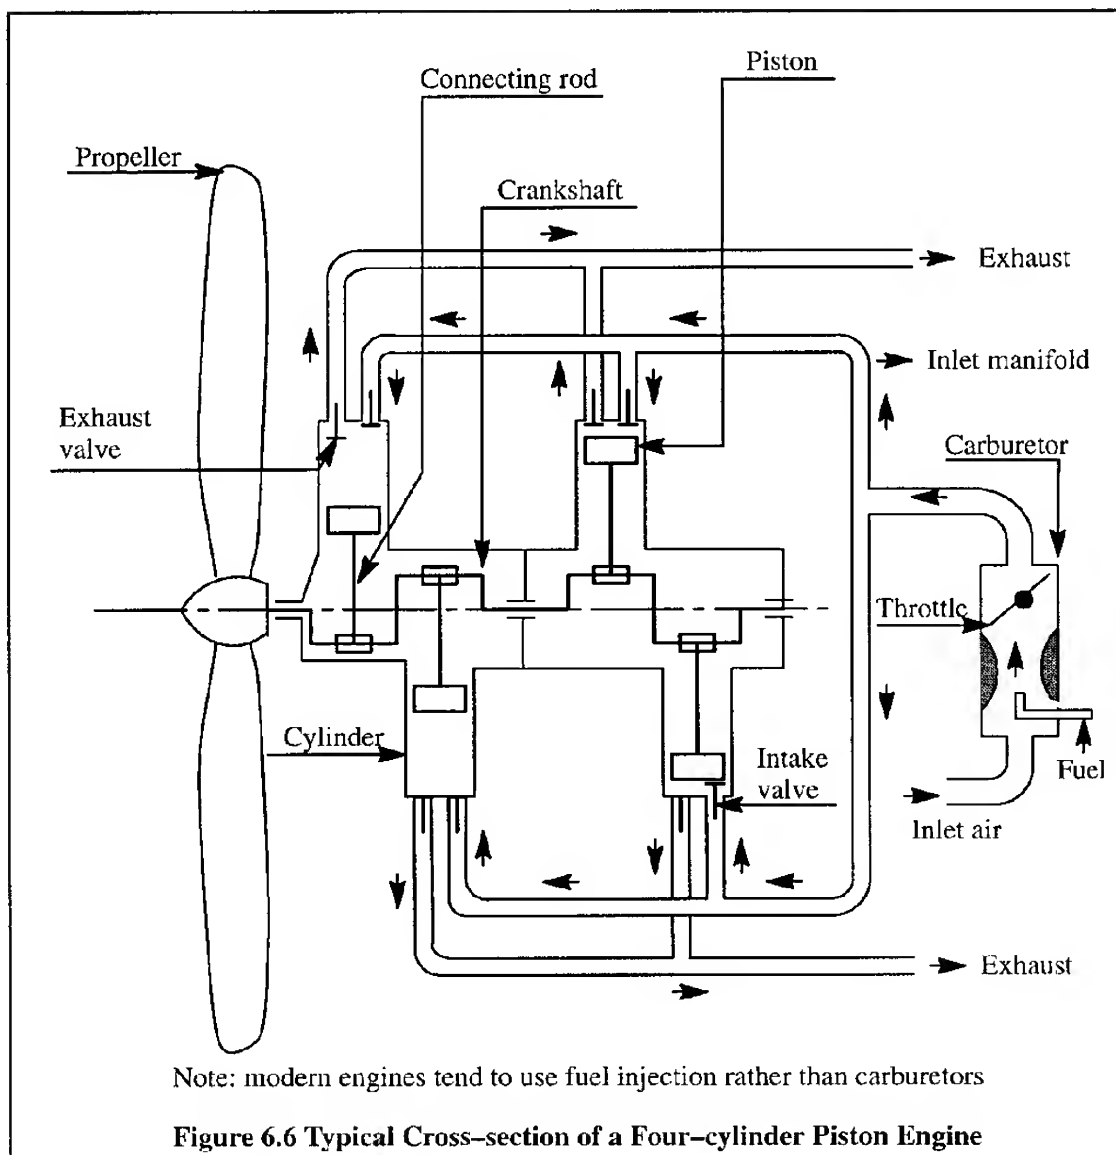 Piston
Connecting rod
Propeller
Crankshaft
Exhaust
Inlet manifold
Exhaust
valve
Carburetor
Throttle
Cylinder
Intake
valve
Fuel
Inlet air
Exhaust
Note: modern engines tend to use fuel injection rather than carburetors
Figure 6.6 Typical Cross–section of a Four–cylinder Piston Engine